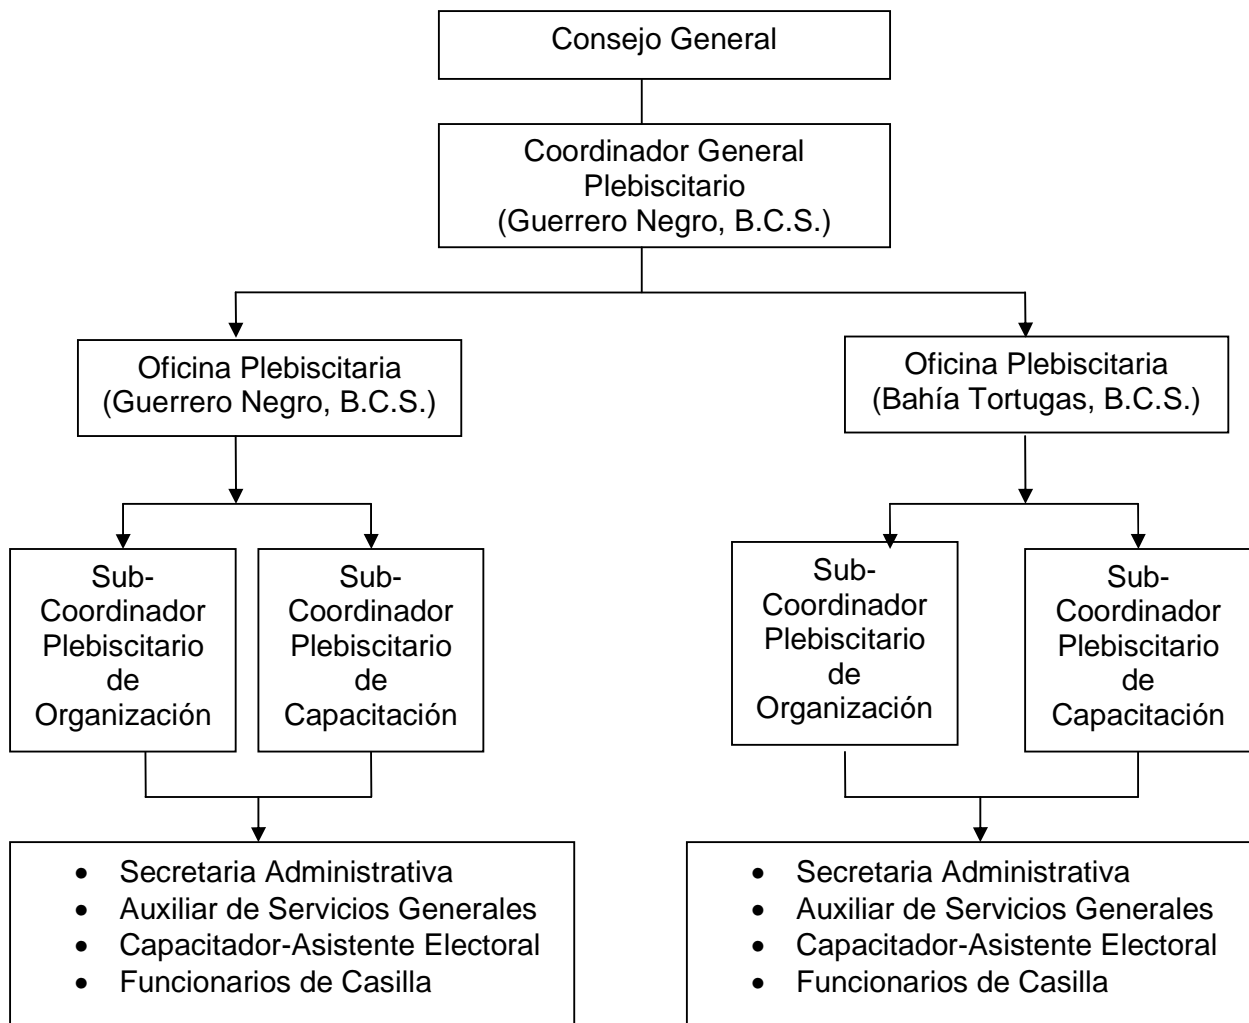 Consejo General
Coordinador General
Plebiscitario
(Guerrero Negro, B.C.S.)
Oficina Plebiscitaria
(Guerrero Negro, B.C.S.)
Oficina Plebiscitaria
(Bahía Tortugas, B.C.S.)
Sub-
Coordinador
Plebiscitario
de
Organización
Sub-
Coordinador
Plebiscitario
de
Capacitación
Sub-
Coordinador
Plebiscitario
de
Organización
Sub-
Coordinador
Plebiscitario
de
Capacitación
• Secretaria Administrativa
• Auxiliar de Servicios Generales
• Capacitador-Asistente Electoral
• Funcionarios de Casilla
• Secretaria Administrativa
• Auxiliar de Servicios Generales
• Capacitador-Asistente Electoral
• Funcionarios de Casilla